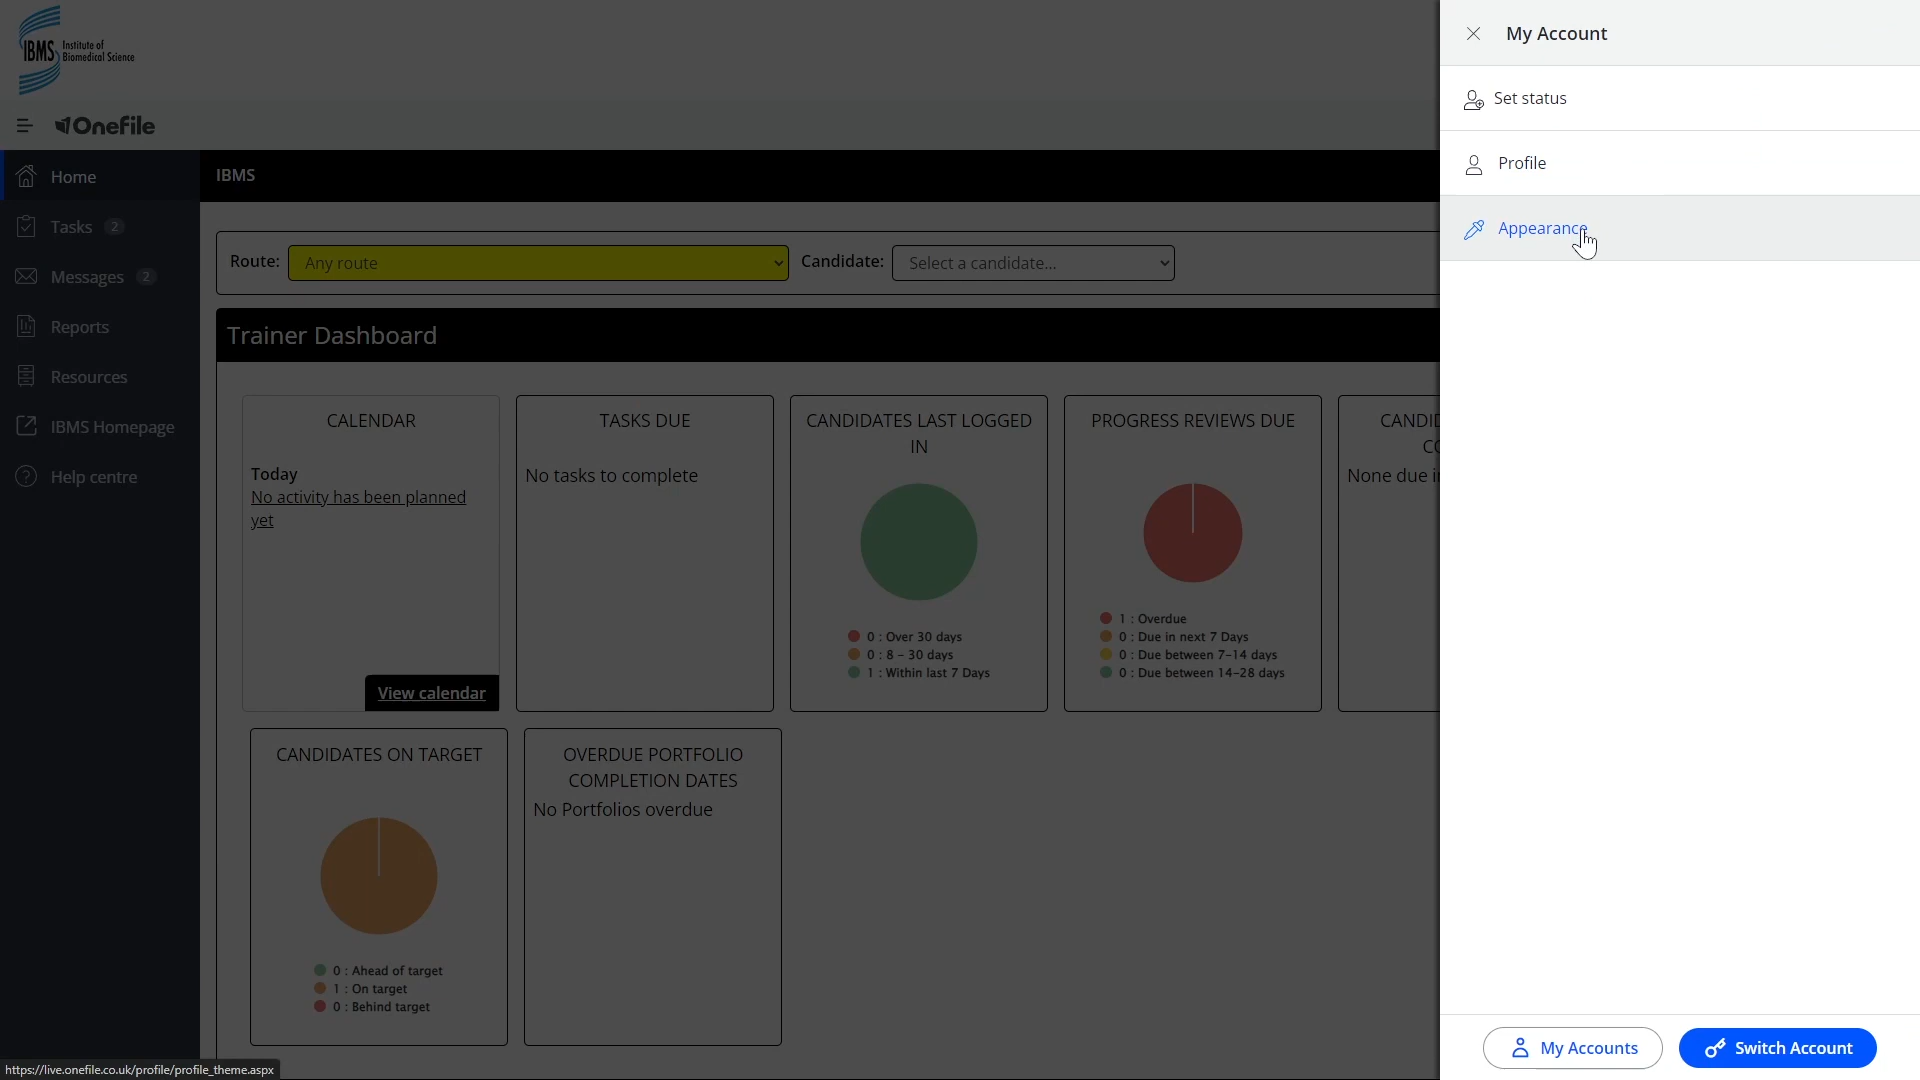 IBMS
Institute of
Biomedical Science
My Account
Onefile
Set status
Profile
Appearance
Home
Tasks 2
Messages 2
Reports
Resources
IBMS Homepage
Help centre
IBMS
Route: Any route Candidate: Select a candidate...
Trainer Dashboard
CALENDAR
Today
No activity has been planned
yet
View calendar
TASKS DUE
No tasks to complete
CANDIDATES LAST LOGGED
IN
0 : Over 30 days
0 : 8 - 30 days
1 : Within last 7 Days
PROGRESS REVIEWS DUE
1 : Overdue
0 : Due in next 7 Days
0 : Due between 7-14 days
0 : Due between 14-28 days
CANDID
CO
None due i
CANDIDATES ON TARGET
0 : Ahead of target
1 : On target
0 : Behind target
OVERDUE PORTFOLIO
COMPLETION DATES
No Portfolios overdue
My Accounts
Switch Account
https://live.onefile.co.uk/profile/profile_theme.aspx